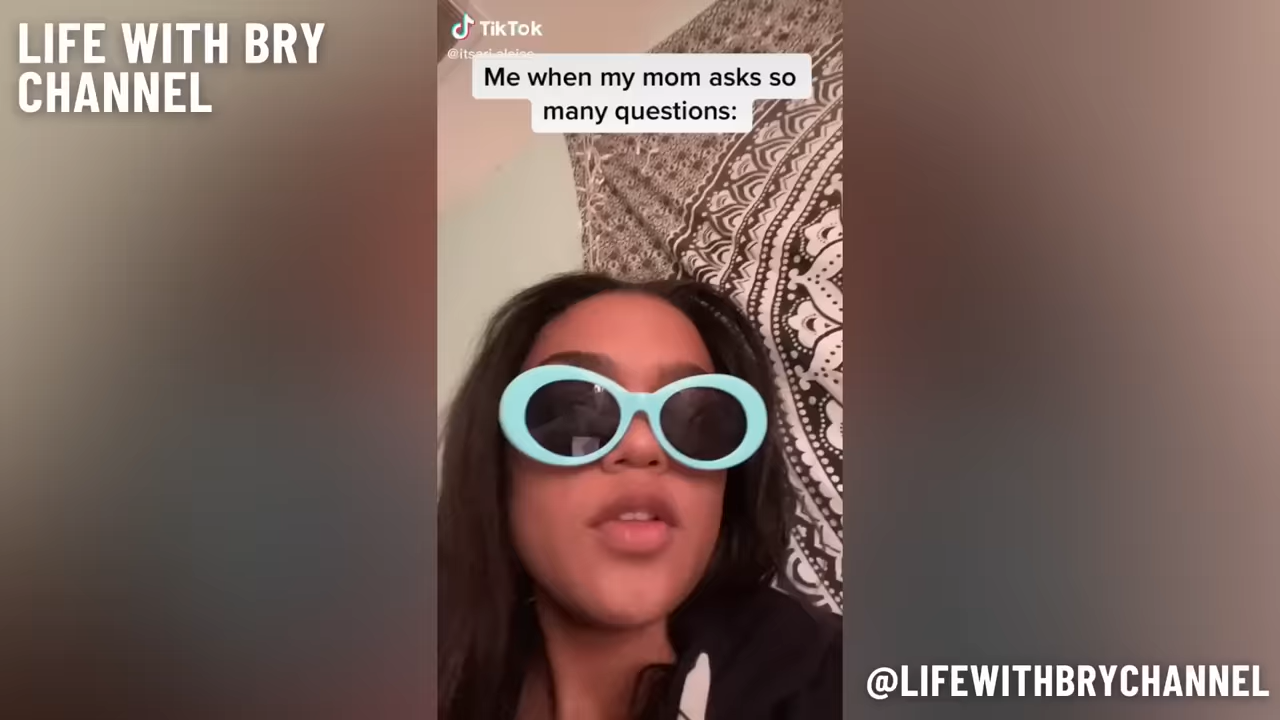 LIFE WITH BRY
CHANNEL
TikTok
Me when my mom asks so
many questions:
@LIFEWITHBRYCHANNEL